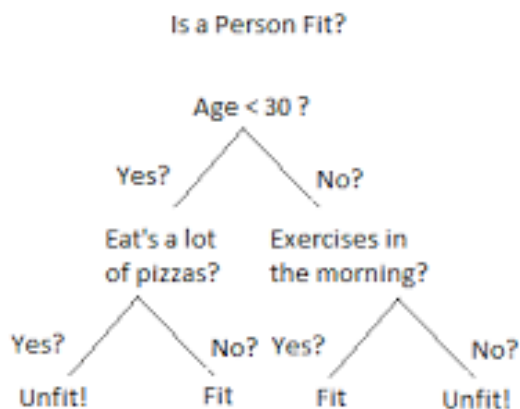 Is a Person Fit?
Age < 30 ?
Yes?
No?
Eat's a lot
of pizzas?
Exercises in
the morning?
Yes?
No?
Yes?
No?
Unfit!
Fit
Fit
Unfit!